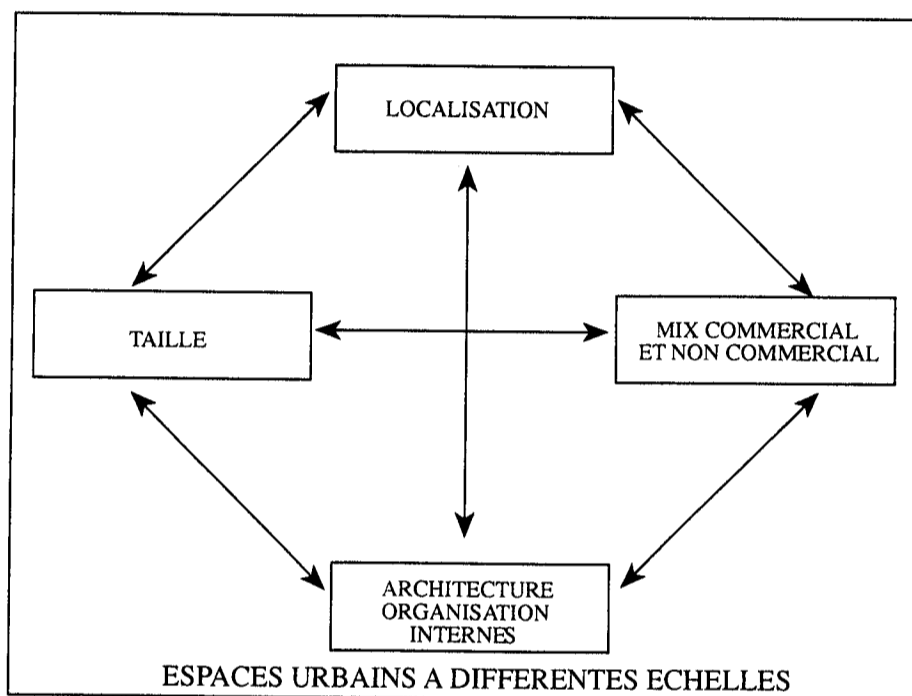 LOCALISATION
TAILLE
MIX COMMERCIAL
ET NON COMMERCIAL
ARCHITECTURE
ORGANISATION
INTERNES
ESPACES URBAINS A DIFFERENTES ECHELLES